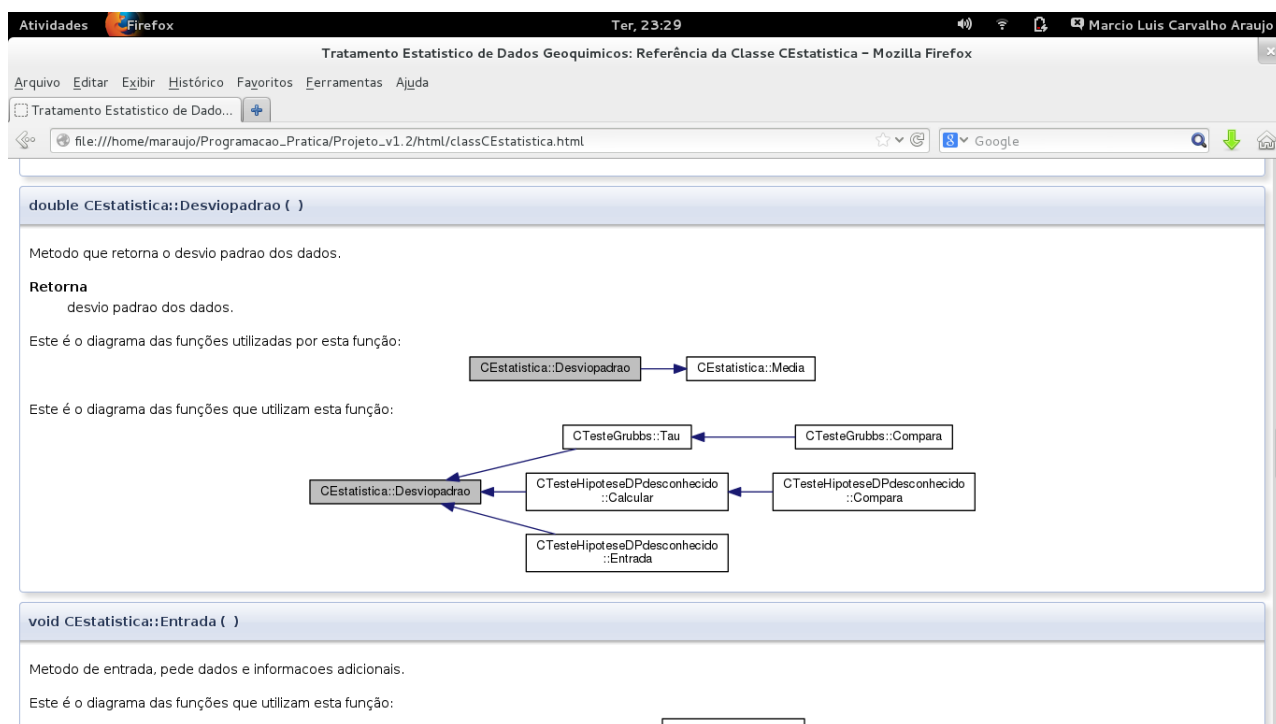 Atividades Firefox Ter, 23:29 Marcio Luis Carvalho Araujo
Tratamento Estatistico de Dados Geoquimicos: Referência da Classe CEstatistica - Mozilla Firefox
Arquivo Editar Exibir Histórico Favoritos Ferramentas Ajuda
Tratamento Estatistico de Dado...
file:///home/maraujo/Programacao_Pratica/Projeto_v1.2/html/classCEstatistica.html Google
double CEstatistica::Desviopadrao ( )
Metodo que retorna o desvio padrao dos dados.
Retorna
desvio padrao dos dados.
Este é o diagrama das funções utilizadas por esta função:
CEstatistica::Desviopadrao CEstatistica::Media
Este é o diagrama das funções que utilizam esta função:
CTesteGrubbs::Tau CTesteGrubbs::Compara
CEstatistica::Desviopadrao
CTesteHipoteseDPdesconhecido
::Calcular
CTesteHipoteseDPdesconhecido
::Compara
CTesteHipoteseDPdesconhecido
::Entrada
void CEstatistica::Entrada ( )
Metodo de entrada, pede dados e informacoes adicionais.
Este é o diagrama das funções que utilizam esta função: